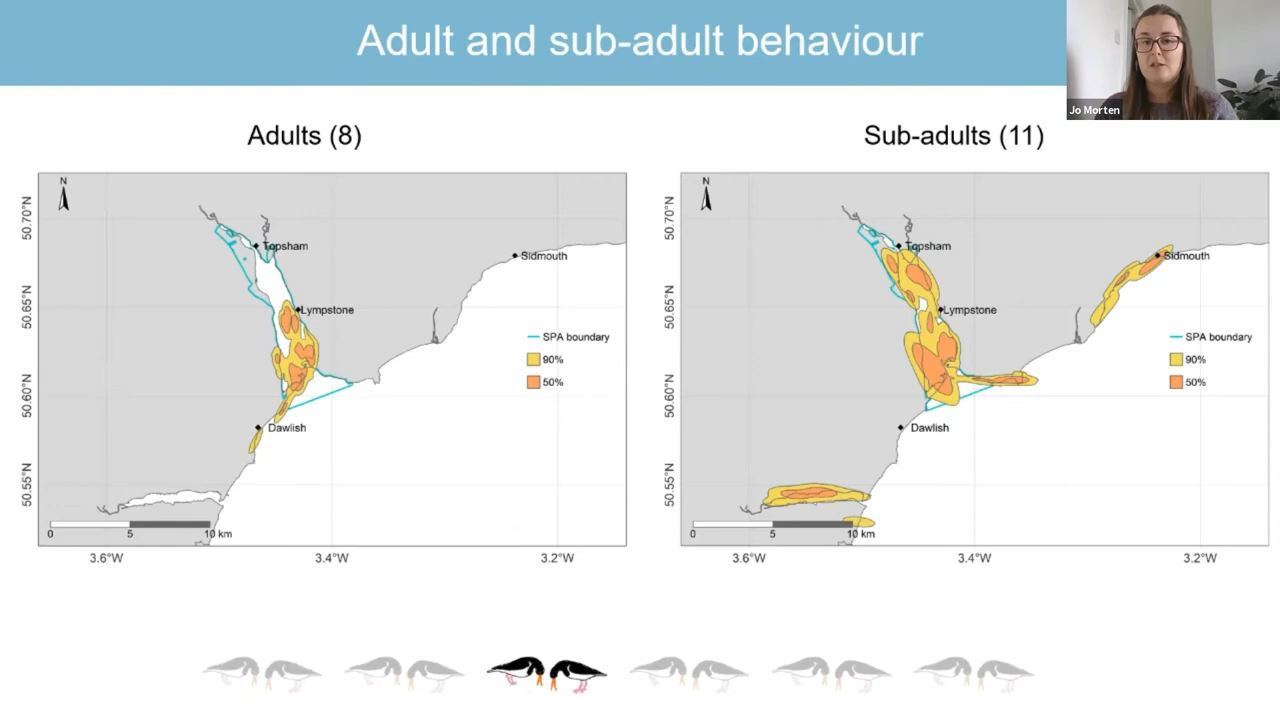 Adult and sub-adult behaviour
Jo Morten
Adults (8)
N
50.70°N
50.65°N
50.60°N
50.55°N
Topsham
Sidmouth
Lympstone
Dawlish
SPA boundary
90%
50%
0
5
10 km
3.6°W
3.4°W
3.2°W
Sub-adults (11)
N
50.70°N
50.65°N
50.60°N
50.55°N
Topsham
Sidmouth
Lympstone
Dawlish
SPA boundary
90%
50%
0
5
10 km
3.6°W
3.4°W
3.2°W